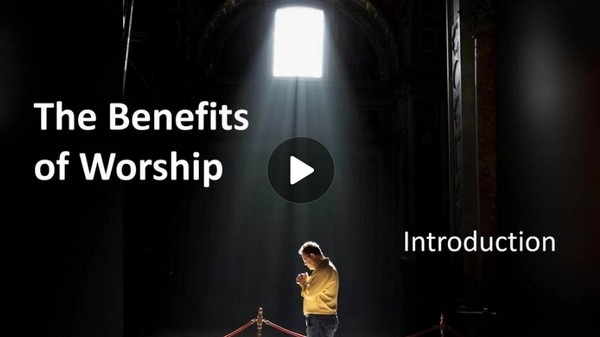 The Benefits
of Worship
Introduction